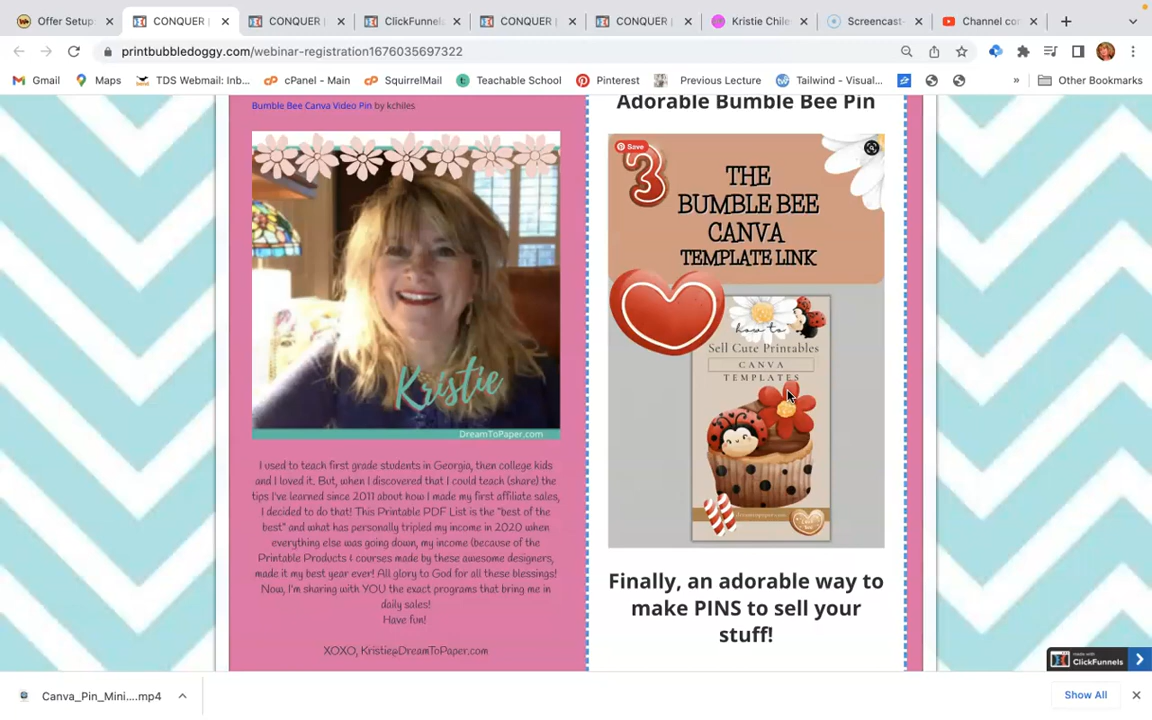 Offer Setup:
CONQUER |
CONQUER |
ClickFunnels
CONQUER |
CONQUER |
Kristie Chile
Screencast-
Channel co
printbubbledoggy.com/webinar-registration1676035697322
Gmail
Maps
TDS Webmail: Inb...
cPanel - Main
SquirrelMail
Teachable School
Pinterest
Previous Lecture
Tailwind - Visual...
»
Other Bookmarks
Bumble Bee Canva Video Pin by kchiles
Kristie
DreamToPaper.com
I used to teach first grade students in Georgia, then college kids
and I loved it. But, when I discovered that I could teach (share) the
tips I've learned since 2011 about how I made my first affiliate sales,
I decided to do that! This Printable PDF List is the "best of the
best" and what has personally tripled my income in 2020 when
everything else was going down, my income (because of the
Printable Products & courses made by these awesome designers,
made it my best year ever! All glory to God for all these blessings!
Now, I'm sharing with YOU the exact programs that bring me in
daily sales!
Have fun!
XOXO, Kristie@DreamToPaper.com
Adorable Bumble Bee Pin
Save
3
THE
BUMBLE BEE
CANVA
TEMPLATE LINK
how to
Sell Cute Printables
CANVA
TEMPLATES
dreamtopaper.com
Finally, an adorable way to
make PINS to sell your
stuff!
made with
ClickFunnels
Canva_Pin_Mini....mp4
Show All